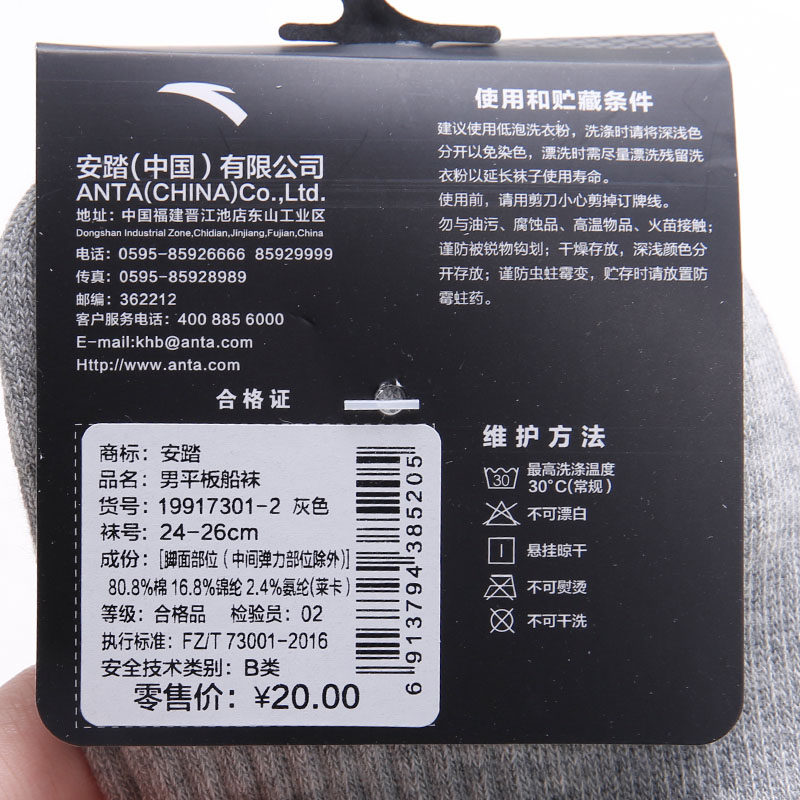 安踏(中国)有限公司
ANTA(CHINA)Co.,Ltd.
地址：中国福建晋江池店东山工业区
Dongshan Industrial Zone,Chidian,Jinjiang,Fujian,China
电话：0595-85926666 85929999
传真：0595-85928989
邮编：362212
客户服务电话：400 885 6000
E-mail:khb@anta.com
Http://www.anta.com
使用和贮藏条件
建议使用低泡洗衣粉，洗涤时请将深浅色
分开以免染色，漂洗时需尽量漂洗残留洗
衣粉以延长袜子使用寿命。
使用前，请用剪刀小心剪掉订牌线。
勿与油污、腐蚀品、高温物品、火苗接触；
谨防被锐物钩划；干燥存放，深浅颜色分
开存放；谨防虫蛀霉变，贮存时请放置防
霉蛀药。
合格证
商标：安踏
品名：男平板船袜
货号：19917301-2 灰色
袜号：24-26cm
成份：[脚面部位（中间弹力部位除外)]
80.8%棉 16.8%锦纶 2.4%氨纶(莱卡)
等级：合格品 检验员：02
执行标准：FZ/T 73001-2016
安全技术类别：B类
零售价：¥20.00
6 913794 385205
维护方法
30
最高洗涤温度
30°C(常规)
不可漂白
悬挂晾干
不可熨烫
不可干洗